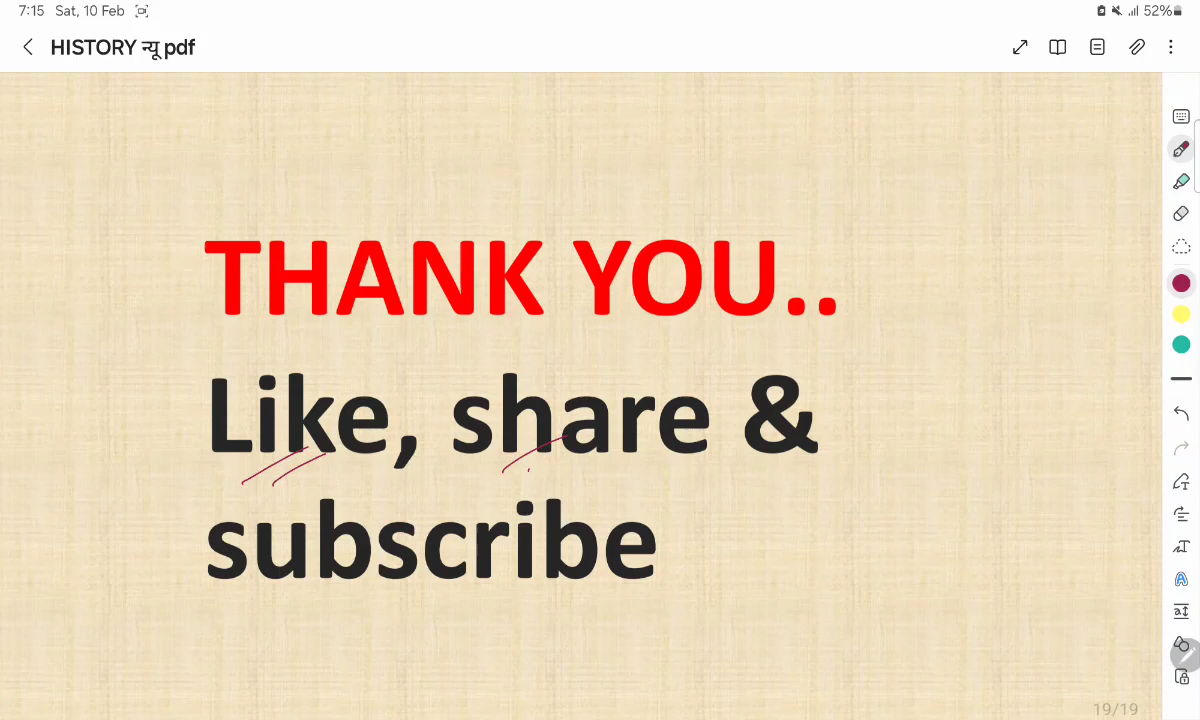 7:15 Sat, 10 Feb 52%
HISTORY न्यू pdf
THANK YOU..
Like, share &
subscribe
19/19